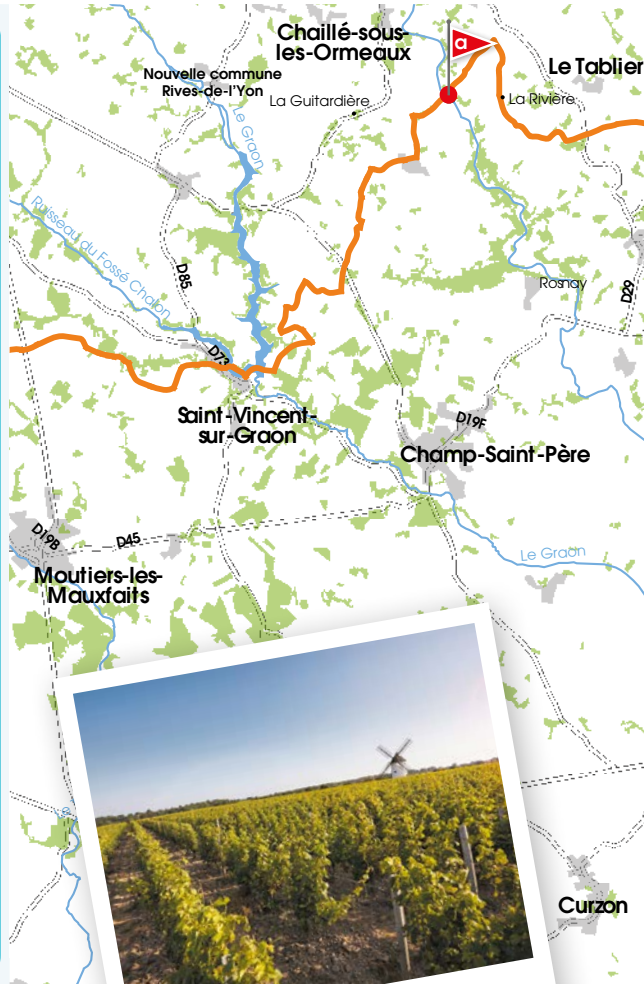 Chaillé-sous-
les-Ormeaux
a
Le Tablier
Nouvelle commune
Rives-de-l'Yon
La Guitardière
La Rivière
Le Graon
Ruisseau du Fossé Chalon
D85
Rosnay
D29
D73
Saint-Vincent-
sur-Graon
D19F
Champ-Saint-Père
D19B
D45
Le Graon
Moutiers-les-
Mauxfaits
Curzon